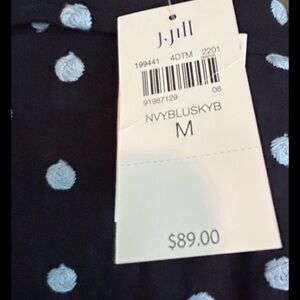 J.Jill
199441 4DTM 2201
91987129 06
NVYBLUSKYB
M
$89.00